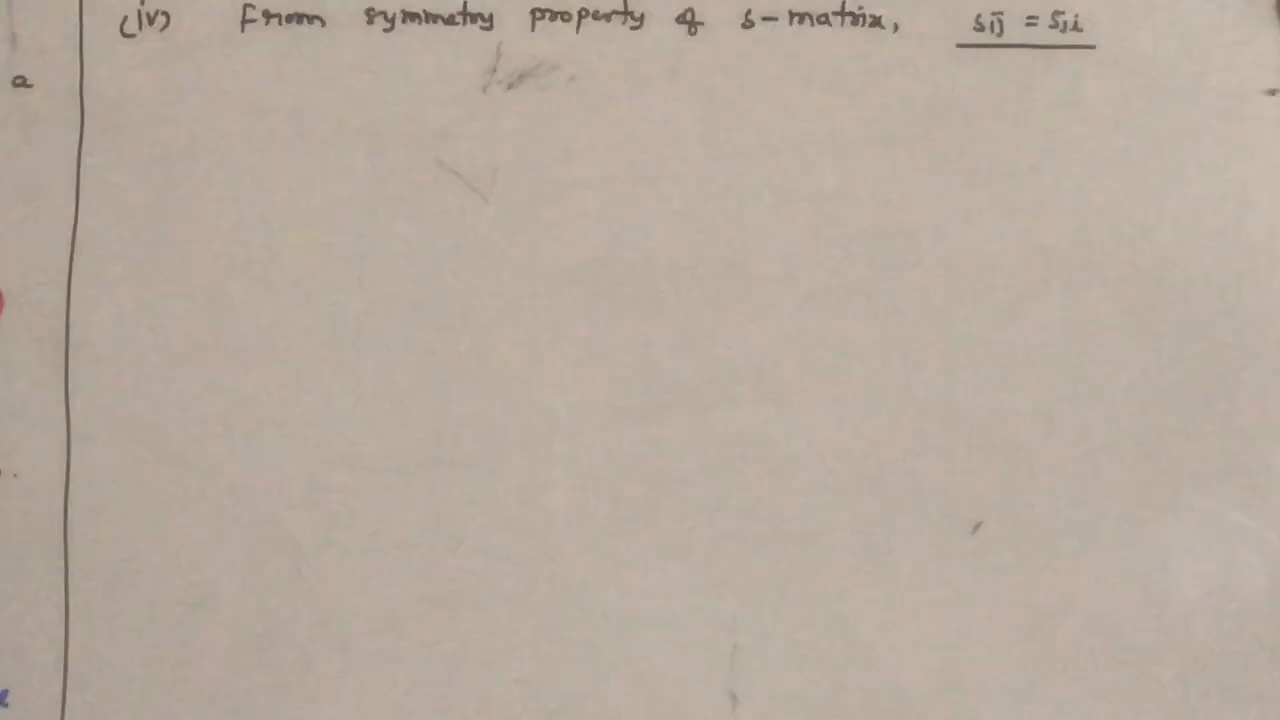 (iv) From symmetry property of s-matrix, sij = sji
a